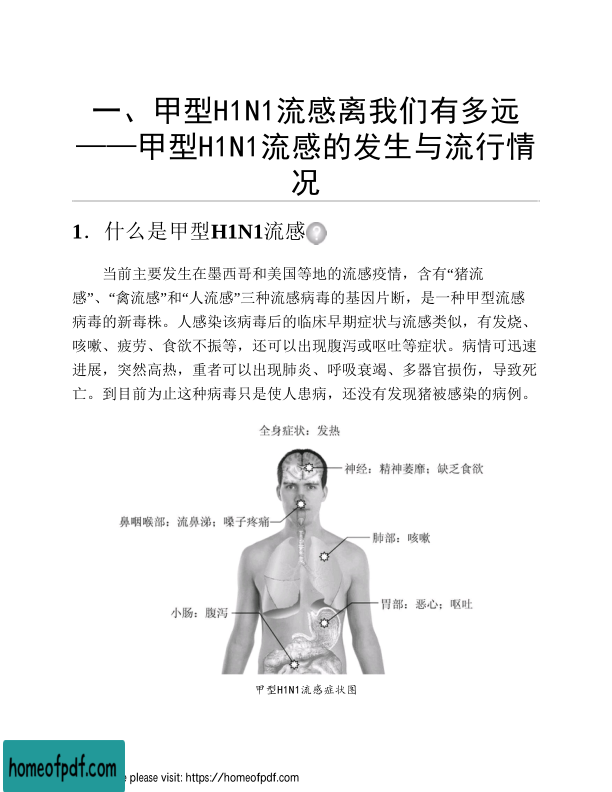 一、甲型H1N1流感离我们有多远
——甲型H1N1流感的发生与流行情
况
1．什么是甲型H1N1流感?
当前主要发生在墨西哥和美国等地的流感疫情，含有“猪流
感”、“禽流感”和“人流感”三种流感病毒的基因片断，是一种甲型流感
病毒的新毒株。人感染该病毒后的临床早期症状与流感类似，有发烧、
咳嗽、疲劳、食欲不振等，还可以出现腹泻或呕吐等症状。病情可迅速
进展，突然高热，重者可以出现肺炎、呼吸衰竭、多器官损伤，导致死
亡。到目前为止这种病毒只是使人患病，还没有发现猪被感染的病例。
全身症状：发热
神经：精神萎靡；缺乏食欲
鼻咽喉部：流鼻涕；嗓子疼痛
肺部：咳嗽
胃部：恶心；呕吐
小肠：腹泻
甲型H1N1流感症状图
homeofpdf.com
e please visit: https://homeofpdf.com